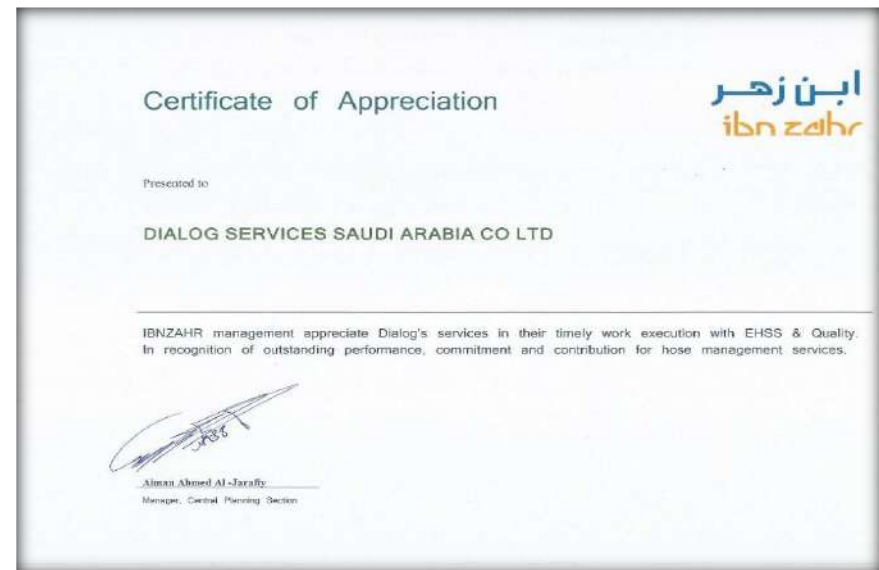 Certificate of Appreciation
ابن زهر
ibn zahr
Presented to
DIALOG SERVICES SAUDI ARABIA CO LTD
IBNZAHR management appreciate Dialog's services in their timely work execution with EHSS & Quality.
In recognition of outstanding performance, commitment and contribution for hose management services.
Aiman Ahmed Al -Jarafly
Manager, Central Planning Section